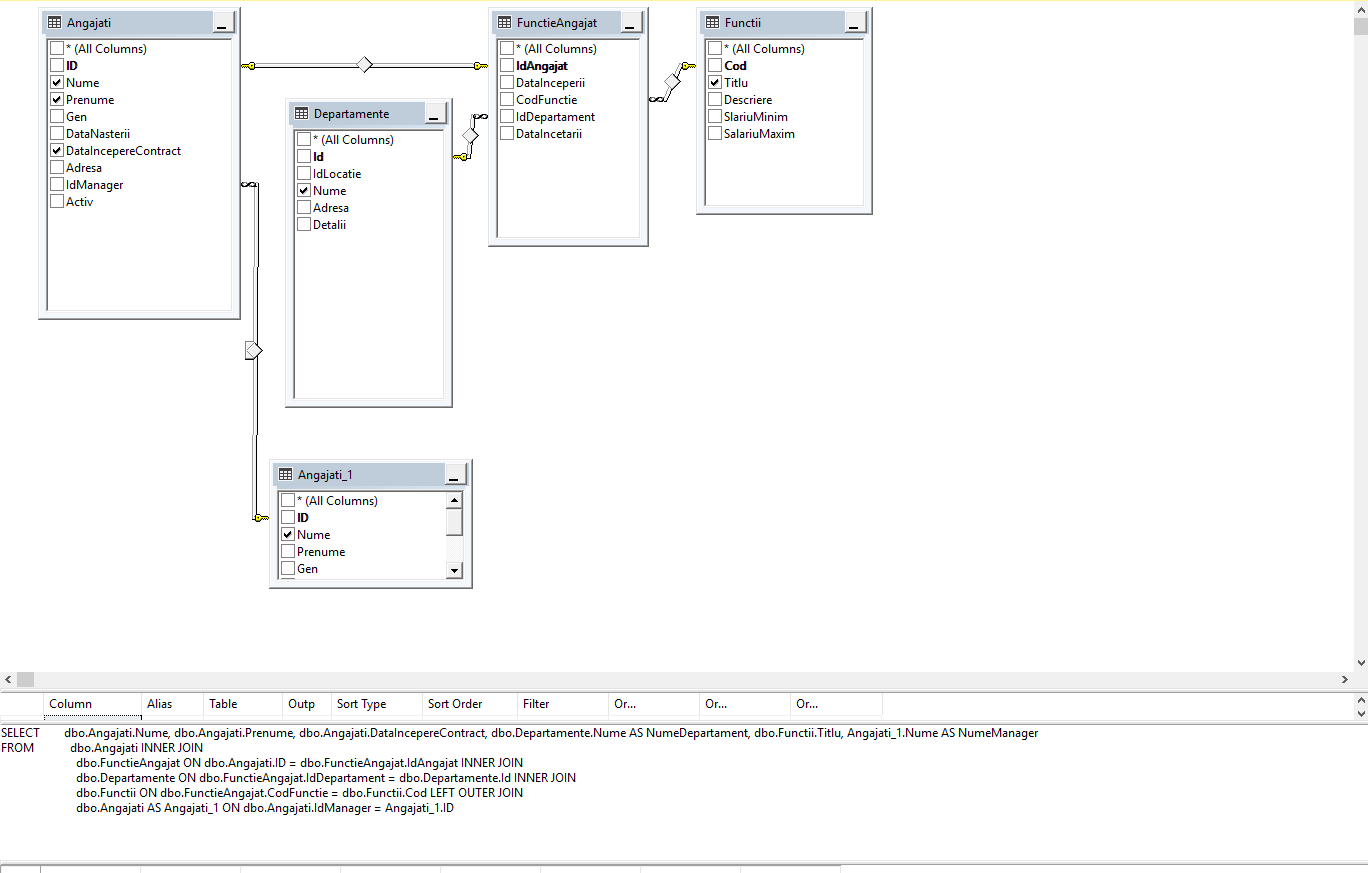 Angajati
* (All Columns)
ID
Nume
Prenume
Gen
DataNasterii
DataIncepereContract
Adresa
IdManager
Activ
Departamente
* (All Columns)
Id
IdLocatie
Nume
Adresa
Detalii
FunctieAngajat
* (All Columns)
IdAngajat
DataInceperii
CodFunctie
IdDepartament
DataIncetarii
Functii
* (All Columns)
Cod
Titlu
Descriere
SlariuMinim
SalariuMaxim
Angajati_1
* (All Columns)
ID
Nume
Prenume
Gen
Column Alias Table Outp Sort Type Sort Order Filter Or... Or... Or...
SELECT dbo.Angajati.Nume, dbo.Angajati.Prenume, dbo.Angajati.DataIncepereContract, dbo.Departamente.Nume AS NumeDepartament, dbo.Functii.Titlu, Angajati_1.Nume AS NumeManager
FROM dbo.Angajati INNER JOIN
dbo.FunctieAngajat ON dbo.Angajati.ID = dbo.FunctieAngajat.IdAngajat INNER JOIN
dbo.Departamente ON dbo.FunctieAngajat.IdDepartament = dbo.Departamente.Id INNER JOIN
dbo.Functii ON dbo.FunctieAngajat.CodFunctie = dbo.Functii.Cod LEFT OUTER JOIN
dbo.Angajati AS Angajati_1 ON dbo.Angajati.IdManager = Angajati_1.ID